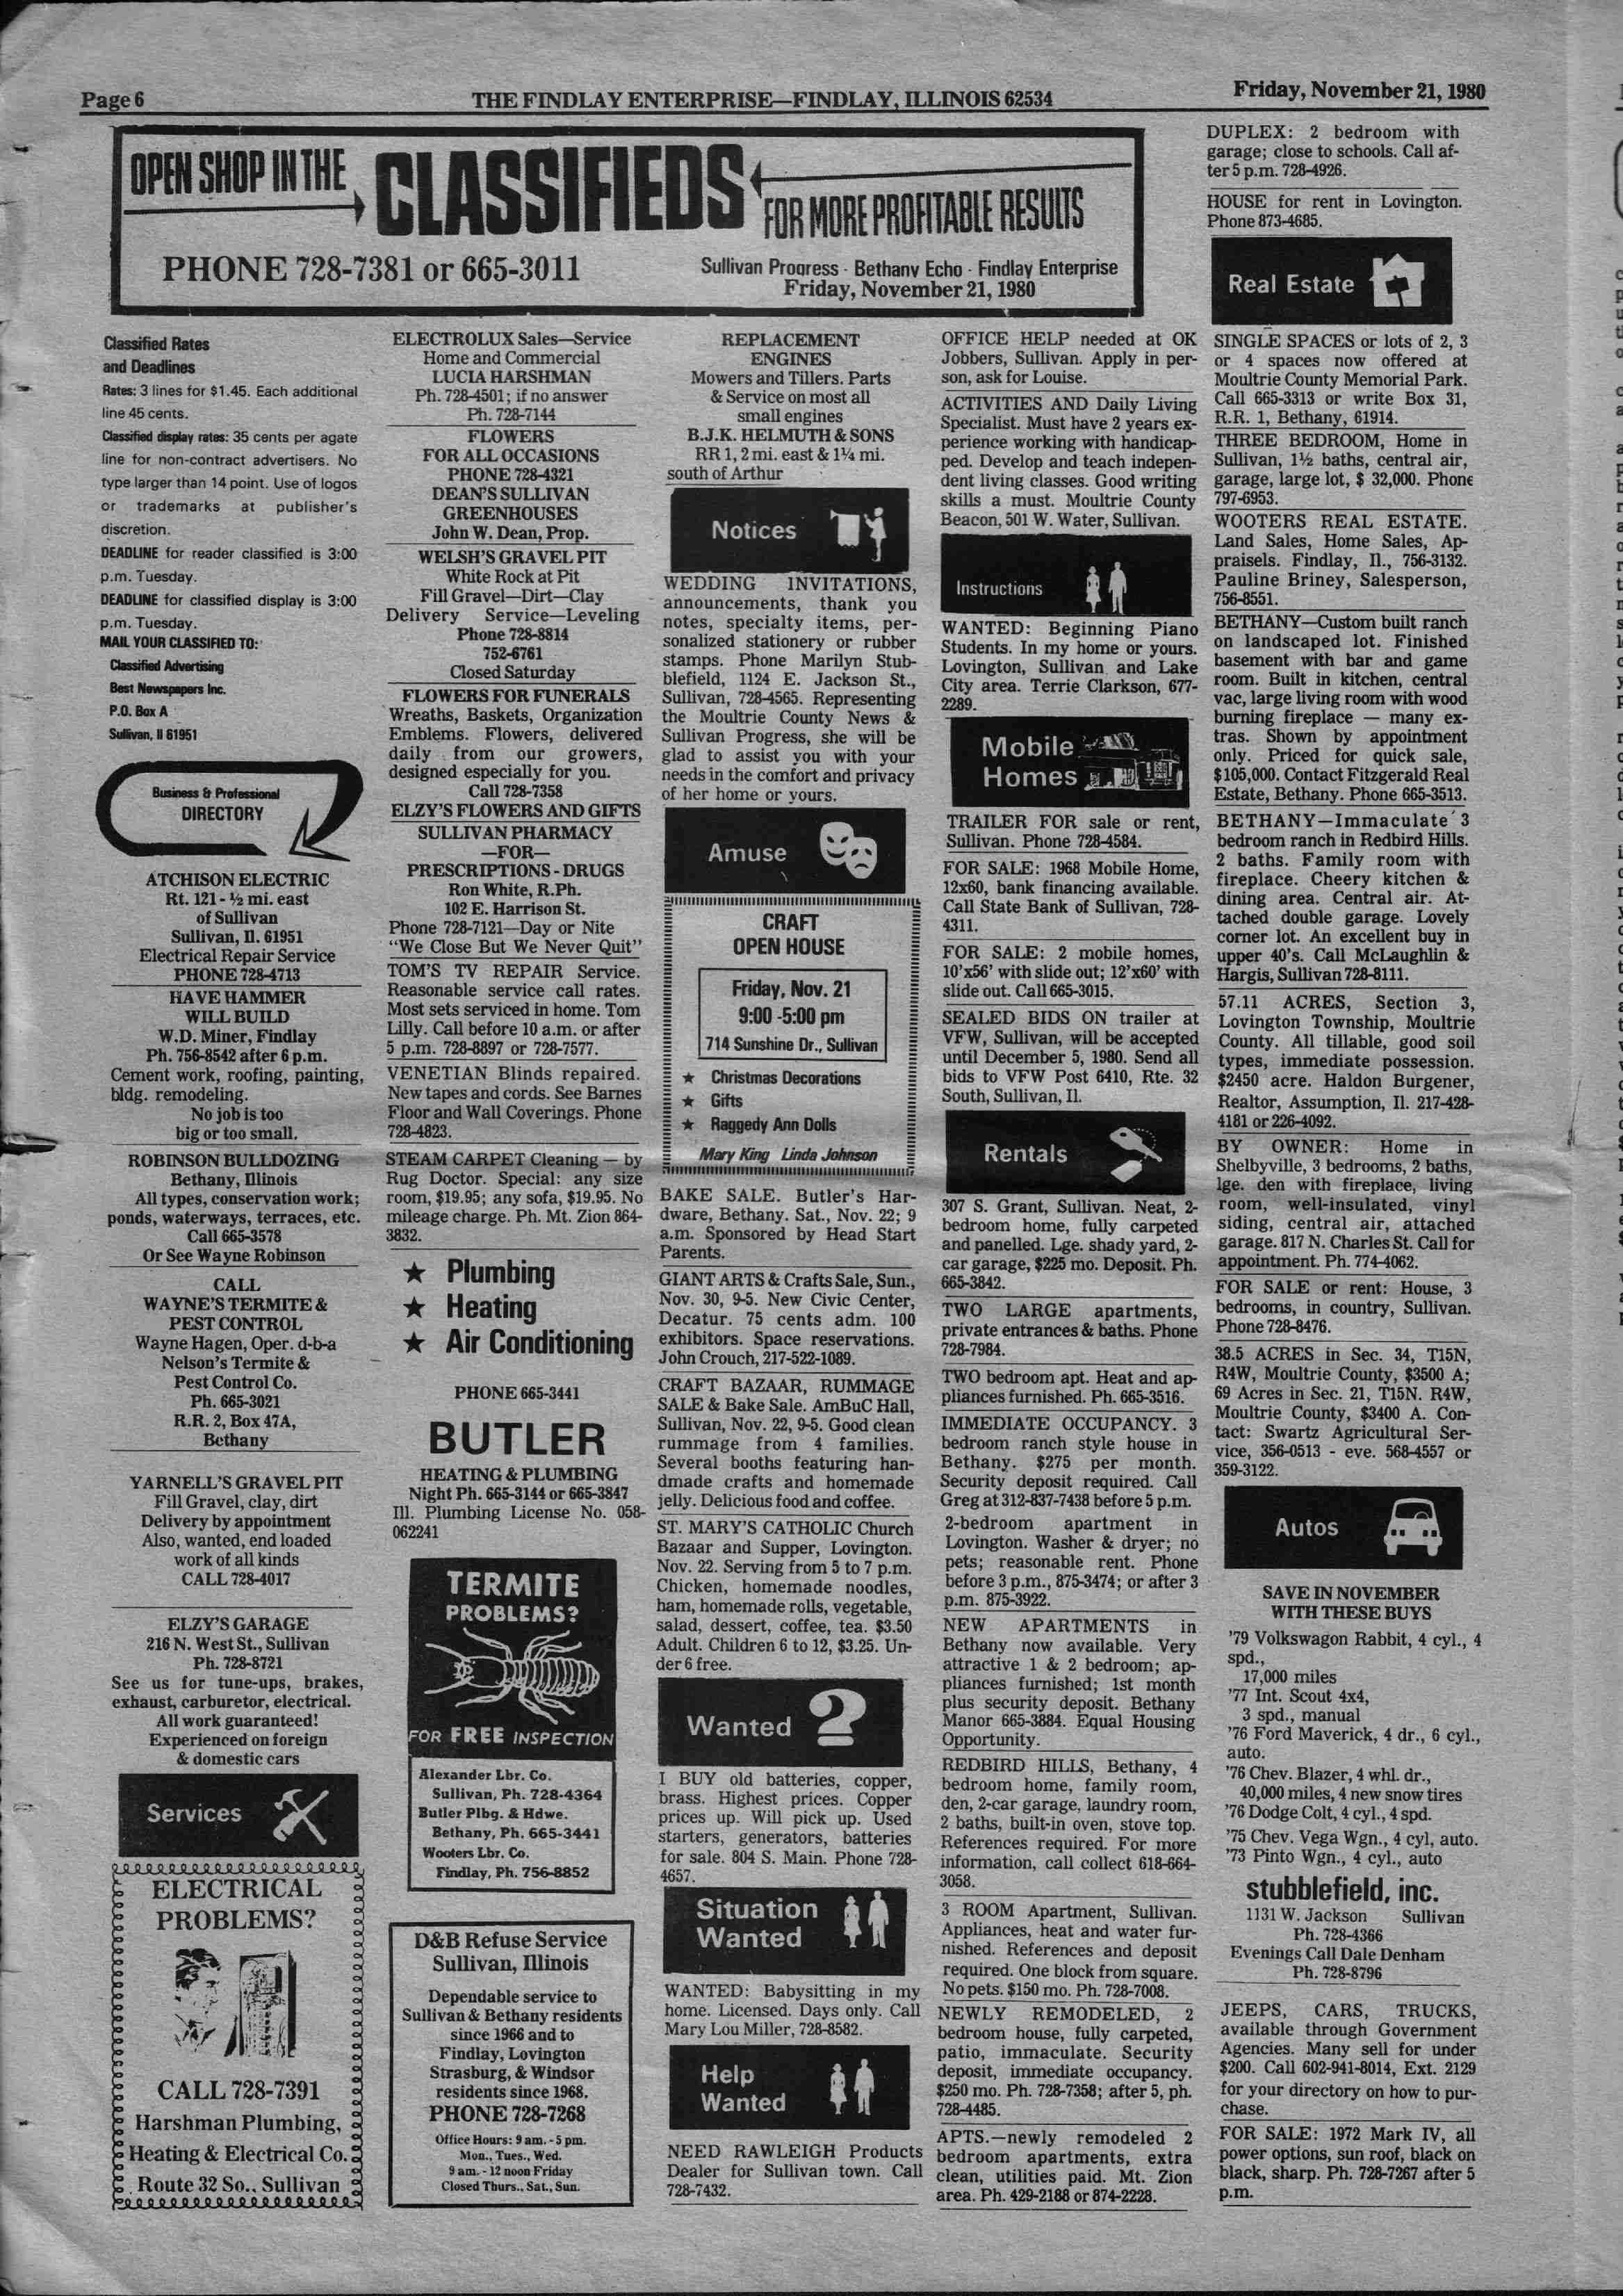 Page 6
THE FINDLAY ENTERPRISE—FINDLAY, ILLINOIS 62534
Friday, November 21, 1980
OPEN SHOP IN THE
CLASSIFIEDS
FOR MORE PROFITABLE RESULTS
PHONE 728-7381 or 665-3011
Sullivan Progress - Bethany Echo - Findlay Enterprise
Friday, November 21, 1980
Classified Rates
and Deadlines
Rates: 3 lines for $1.45. Each additional
line 45 cents.
Classified display rates: 35 cents per agate
line for non-contract advertisers. No
type larger than 14 point. Use of logos
or trademarks at publisher's
discretion.
DEADLINE for reader classified is 3:00
p.m. Tuesday.
DEADLINE for classified display is 3:00
p.m. Tuesday.
MAIL YOUR CLASSIFIED TO:
Classified Advertising
Best Newspapers Inc.
P.O. Box A
Sullivan, Il 61951
Business & Professional
DIRECTORY
ATCHISON ELECTRIC
Rt. 121 - ½ mi. east
of Sullivan
Sullivan, Il. 61951
Electrical Repair Service
PHONE 728-4713
HAVE HAMMER
WILL BUILD
W.D. Miner, Findlay
Ph. 756-8542 after 6 p.m.
Cement work, roofing, painting,
bldg. remodeling.
No job is too
big or too small.
ROBINSON BULLDOZING
Bethany, Illinois
All types, conservation work;
ponds, waterways, terraces, etc.
Call 665-3578
Or See Wayne Robinson
CALL
WAYNE'S TERMITE &
PEST CONTROL
Wayne Hagen, Oper. d-b-a
Nelson's Termite &
Pest Control Co.
Ph. 665-3021
R.R. 2, Box 47A,
Bethany
YARNELL'S GRAVEL PIT
Fill Gravel, clay, dirt
Delivery by appointment
Also, wanted, end loaded
work of all kinds
CALL 728-4017
ELZY'S GARAGE
216 N. West St., Sullivan
Ph. 728-8721
See us for tune-ups, brakes,
exhaust, carburetor, electrical.
All work guaranteed!
Experienced on foreign
& domestic cars
Services
ELECTRICAL
PROBLEMS?
CALL 728-7391
Harshman Plumbing,
Heating & Electrical Co.
Route 32 So., Sullivan
ELECTROLUX Sales—Service
Home and Commercial
LUCIA HARSHMAN
Ph. 728-4501; if no answer
Ph. 728-7144
FLOWERS
FOR ALL OCCASIONS
PHONE 728-4321
DEAN'S SULLIVAN
GREENHOUSES
John W. Dean, Prop.
WELSH'S GRAVEL PIT
White Rock at Pit
Fill Gravel—Dirt—Clay
Delivery Service—Leveling
Phone 728-8814
752-6761
Closed Saturday
FLOWERS FOR FUNERALS
Wreaths, Baskets, Organization
Emblems. Flowers, delivered
daily from our growers,
designed especially for you.
Call 728-7358
ELZY'S FLOWERS AND GIFTS
SULLIVAN PHARMACY
—FOR—
PRESCRIPTIONS - DRUGS
Ron White, R.Ph.
102 E. Harrison St.
Phone 728-7121—Day or Nite
"We Close But We Never Quit"
TOM'S TV REPAIR Service.
Reasonable service call rates.
Most sets serviced in home. Tom
Lilly. Call before 10 a.m. or after
5 p.m. 728-8897 or 728-7577.
VENETIAN Blinds repaired.
New tapes and cords. See Barnes
Floor and Wall Coverings. Phone
728-4823.
STEAM CARPET Cleaning — by
Rug Doctor. Special: any size
room, $19.95; any sofa, $19.95. No
mileage charge. Ph. Mt. Zion 864-
3832.
★ Plumbing
★ Heating
★ Air Conditioning
PHONE 665-3441
BUTLER
HEATING & PLUMBING
Night Ph. 665-3144 or 665-3847
Ill. Plumbing License No. 058-
062241
TERMITE
PROBLEMS?
FOR FREE INSPECTION
Alexander Lbr. Co.
Sullivan, Ph. 728-4364
Butler Plbg. & Hdwe.
Bethany, Ph. 665-3441
Wooters Lbr. Co.
Findlay, Ph. 756-8852
D&B Refuse Service
Sullivan, Illinois
Dependable service to
Sullivan & Bethany residents
since 1966 and to
Findlay, Lovington
Strasburg, & Windsor
residents since 1968.
PHONE 728-7268
Office Hours: 9 am. - 5 pm.
Mon., Tues., Wed.
9 am. - 12 noon Friday
Closed Thurs., Sat., Sun.
REPLACEMENT
ENGINES
Mowers and Tillers. Parts
& Service on most all
small engines
B.J.K. HELMUTH & SONS
RR 1, 2 mi. east & 1¼ mi.
south of Arthur
Notices
WEDDING INVITATIONS,
announcements, thank you
notes, specialty items, per-
sonalized stationery or rubber
stamps. Phone Marilyn Stub-
blefield, 1124 E. Jackson St.,
Sullivan, 728-4565. Representing
the Moultrie County News &
Sullivan Progress, she will be
glad to assist you with your
needs in the comfort and privacy
of her home or yours.
Amuse
CRAFT
OPEN HOUSE
Friday, Nov. 21
9:00 -5:00 pm
714 Sunshine Dr., Sullivan
★ Christmas Decorations
★ Gifts
★ Raggedy Ann Dolls
Mary King Linda Johnson
BAKE SALE. Butler's Har-
dware, Bethany. Sat., Nov. 22; 9
a.m. Sponsored by Head Start
Parents.
GIANT ARTS & Crafts Sale, Sun.,
Nov. 30, 9-5. New Civic Center,
Decatur. 75 cents adm. 100
exhibitors. Space reservations.
John Crouch, 217-522-1089.
CRAFT BAZAAR, RUMMAGE
SALE & Bake Sale. AmBuC Hall,
Sullivan, Nov. 22, 9-5. Good clean
rummage from 4 families.
Several booths featuring han-
dmade crafts and homemade
jelly. Delicious food and coffee.
ST. MARY'S CATHOLIC Church
Bazaar and Supper, Lovington.
Nov. 22. Serving from 5 to 7 p.m.
Chicken, homemade noodles,
ham, homemade rolls, vegetable,
salad, dessert, coffee, tea. $3.50
Adult. Children 6 to 12, $3.25. Un-
der 6 free.
Wanted ?
I BUY old batteries, copper,
brass. Highest prices. Copper
prices up. Will pick up. Used
starters, generators, batteries
for sale. 804 S. Main. Phone 728-
4657.
Situation
Wanted
WANTED: Babysitting in my
home. Licensed. Days only. Call
Mary Lou Miller, 728-8582.
Help
Wanted
NEED RAWLEIGH Products
Dealer for Sullivan town. Call
728-7432.
OFFICE HELP needed at OK
Jobbers, Sullivan. Apply in per-
son, ask for Louise.
ACTIVITIES AND Daily Living
Specialist. Must have 2 years ex-
perience working with handicap-
ped. Develop and teach indepen-
dent living classes. Good writing
skills a must. Moultrie County
Beacon, 501 W. Water, Sullivan.
Instructions
WANTED: Beginning Piano
Students. In my home or yours.
Lovington, Sullivan and Lake
City area. Terrie Clarkson, 677-
2289.
Mobile
Homes
TRAILER FOR sale or rent,
Sullivan. Phone 728-4584.
FOR SALE: 1968 Mobile Home,
12x60, bank financing available.
Call State Bank of Sullivan, 728-
4311.
FOR SALE: 2 mobile homes,
10'x56' with slide out; 12'x60' with
slide out. Call 665-3015.
SEALED BIDS ON trailer at
VFW, Sullivan, will be accepted
until December 5, 1980. Send all
bids to VFW Post 6410, Rte. 32
South, Sullivan, Il.
Rentals
307 S. Grant, Sullivan. Neat, 2-
bedroom home, fully carpeted
and panelled. Lge. shady yard, 2-
car garage, $225 mo. Deposit. Ph.
665-3842.
TWO LARGE apartments,
private entrances & baths. Phone
728-7984.
TWO bedroom apt. Heat and ap-
pliances furnished. Ph. 665-3516.
IMMEDIATE OCCUPANCY. 3
bedroom ranch style house in
Bethany. $275 per month.
Security deposit required. Call
Greg at 312-837-7438 before 5 p.m.
2-bedroom apartment in
Lovington. Washer & dryer; no
pets; reasonable rent. Phone
before 3 p.m., 875-3474; or after 3
p.m. 875-3922.
NEW APARTMENTS in
Bethany now available. Very
attractive 1 & 2 bedroom; ap-
pliances furnished; 1st month
plus security deposit. Bethany
Manor 665-3884. Equal Housing
Opportunity.
REDBIRD HILLS, Bethany, 4
bedroom home, family room,
den, 2-car garage, laundry room,
2 baths, built-in oven, stove top.
References required. For more
information, call collect 618-664-
3058.
3 ROOM Apartment, Sullivan.
Appliances, heat and water fur-
nished. References and deposit
required. One block from square.
No pets. $150 mo. Ph. 728-7008.
NEWLY REMODELED, 2
bedroom house, fully carpeted,
patio, immaculate. Security
deposit, immediate occupancy.
$250 mo. Ph. 728-7358; after 5, ph.
728-4485.
APTS.—newly remodeled 2
bedroom apartments, extra
clean, utilities paid. Mt. Zion
area. Ph. 429-2188 or 874-2228.
DUPLEX: 2 bedroom with
garage; close to schools. Call af-
ter 5 p.m. 728-4926.
HOUSE for rent in Lovington.
Phone 873-4685.
Real Estate
SINGLE SPACES or lots of 2, 3
or 4 spaces now offered at
Moultrie County Memorial Park.
Call 665-3313 or write Box 31,
R.R. 1, Bethany, 61914.
THREE BEDROOM, Home in
Sullivan, 1½ baths, central air,
garage, large lot, $ 32,000. Phone
797-6953.
WOOTERS REAL ESTATE.
Land Sales, Home Sales, Ap-
praisels. Findlay, Il., 756-3132.
Pauline Briney, Salesperson,
756-8551.
BETHANY—Custom built ranch
on landscaped lot. Finished
basement with bar and game
room. Built in kitchen, central
vac, large living room with wood
burning fireplace — many ex-
tras. Shown by appointment
only. Priced for quick sale,
$105,000. Contact Fitzgerald Real
Estate, Bethany. Phone 665-3513.
BETHANY—Immaculate 3
bedroom ranch in Redbird Hills.
2 baths. Family room with
fireplace. Cheery kitchen &
dining area. Central air. At-
tached double garage. Lovely
corner lot. An excellent buy in
upper 40's. Call McLaughlin &
Hargis, Sullivan 728-8111.
57.11 ACRES, Section 3,
Lovington Township, Moultrie
County. All tillable, good soil
types, immediate possession.
$2450 acre. Haldon Burgener,
Realtor, Assumption, Il. 217-428-
4181 or 226-4092.
BY OWNER: Home in
Shelbyville, 3 bedrooms, 2 baths,
lge. den with fireplace, living
room, well-insulated, vinyl
siding, central air, attached
garage. 817 N. Charles St. Call for
appointment. Ph. 774-4062.
FOR SALE or rent: House, 3
bedrooms, in country, Sullivan.
Phone 728-8476.
38.5 ACRES in Sec. 34, T15N,
R4W, Moultrie County, $3500 A;
69 Acres in Sec. 21, T15N. R4W,
Moultrie County, $3400 A. Con-
tact: Swartz Agricultural Ser-
vice, 356-0513 - eve. 568-4557 or
359-3122.
Autos
SAVE IN NOVEMBER
WITH THESE BUYS
'79 Volkswagon Rabbit, 4 cyl., 4
spd.,
17,000 miles
'77 Int. Scout 4x4,
3 spd., manual
'76 Ford Maverick, 4 dr., 6 cyl.,
auto.
'76 Chev. Blazer, 4 whl. dr.,
40,000 miles, 4 new snow tires
'76 Dodge Colt, 4 cyl., 4 spd.
'75 Chev. Vega Wgn., 4 cyl, auto.
'73 Pinto Wgn., 4 cyl., auto
stubblefield, inc.
1131 W. Jackson Sullivan
Ph. 728-4366
Evenings Call Dale Denham
Ph. 728-8796
JEEPS, CARS, TRUCKS,
available through Government
Agencies. Many sell for under
$200. Call 602-941-8014, Ext. 2129
for your directory on how to pur-
chase.
FOR SALE: 1972 Mark IV, all
power options, sun roof, black on
black, sharp. Ph. 728-7267 after 5
p.m.